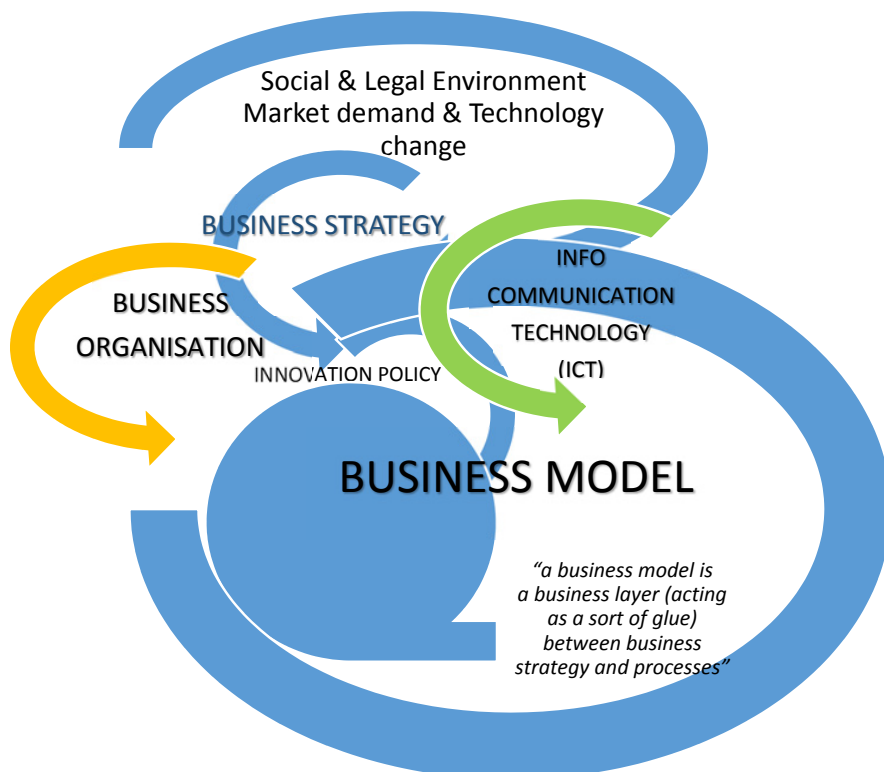 Social & Legal Environment
Market demand & Technology
change
BUSINESS STRATEGY
BUSINESS
ORGANISATION
INFO
COMMUNICATION
TECHNOLOGY
(ICT)
INNOVATION POLICY
BUSINESS MODEL
“a business model is
a business layer (acting
as a sort of glue)
between business
strategy and processes”